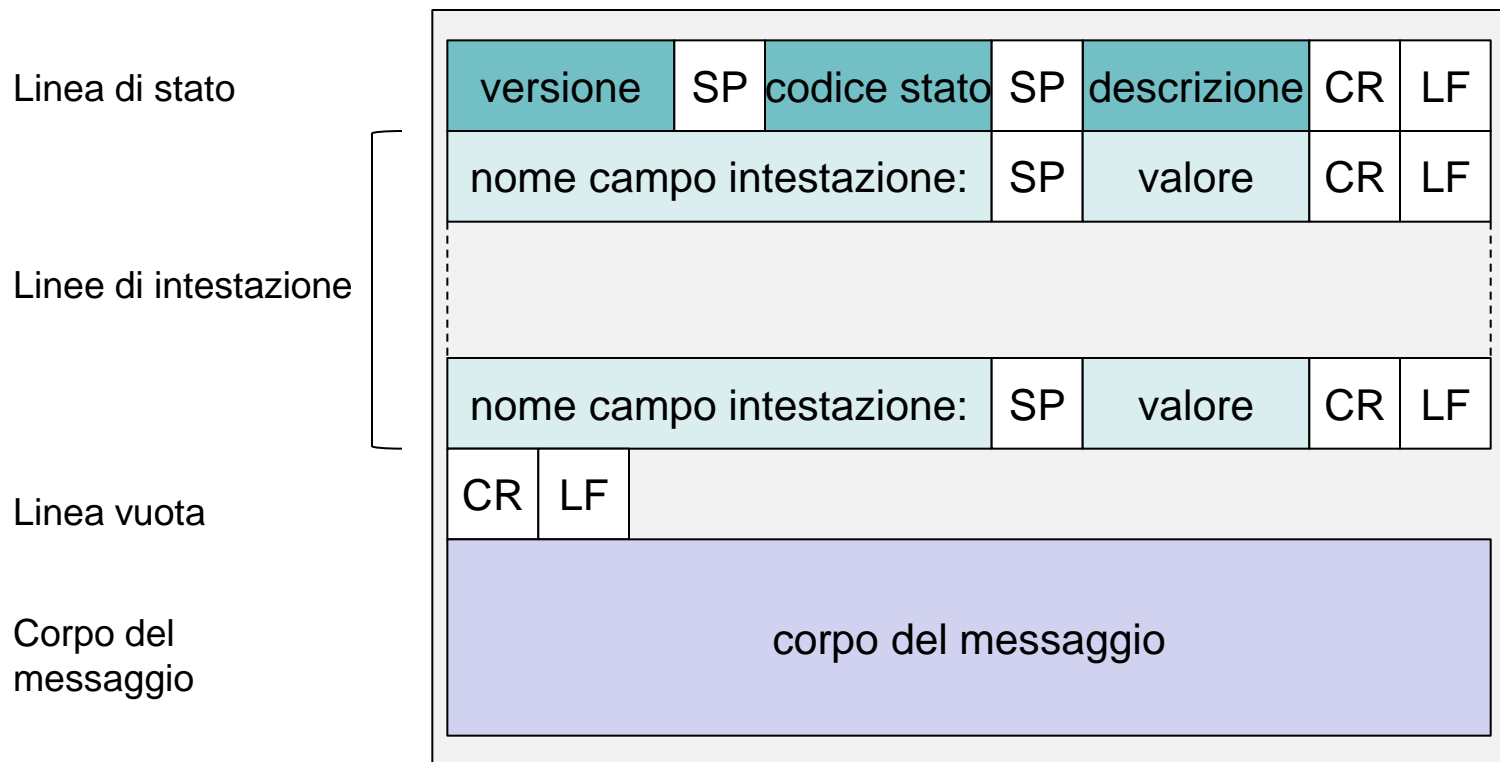 Linea di stato versione SP codice stato SP descrizione CR LF
nome campo intestazione: SP valore CR LF
Linee di intestazione
nome campo intestazione: SP valore CR LF
Linea vuota CR LF
Corpo del
messaggio
corpo del messaggio